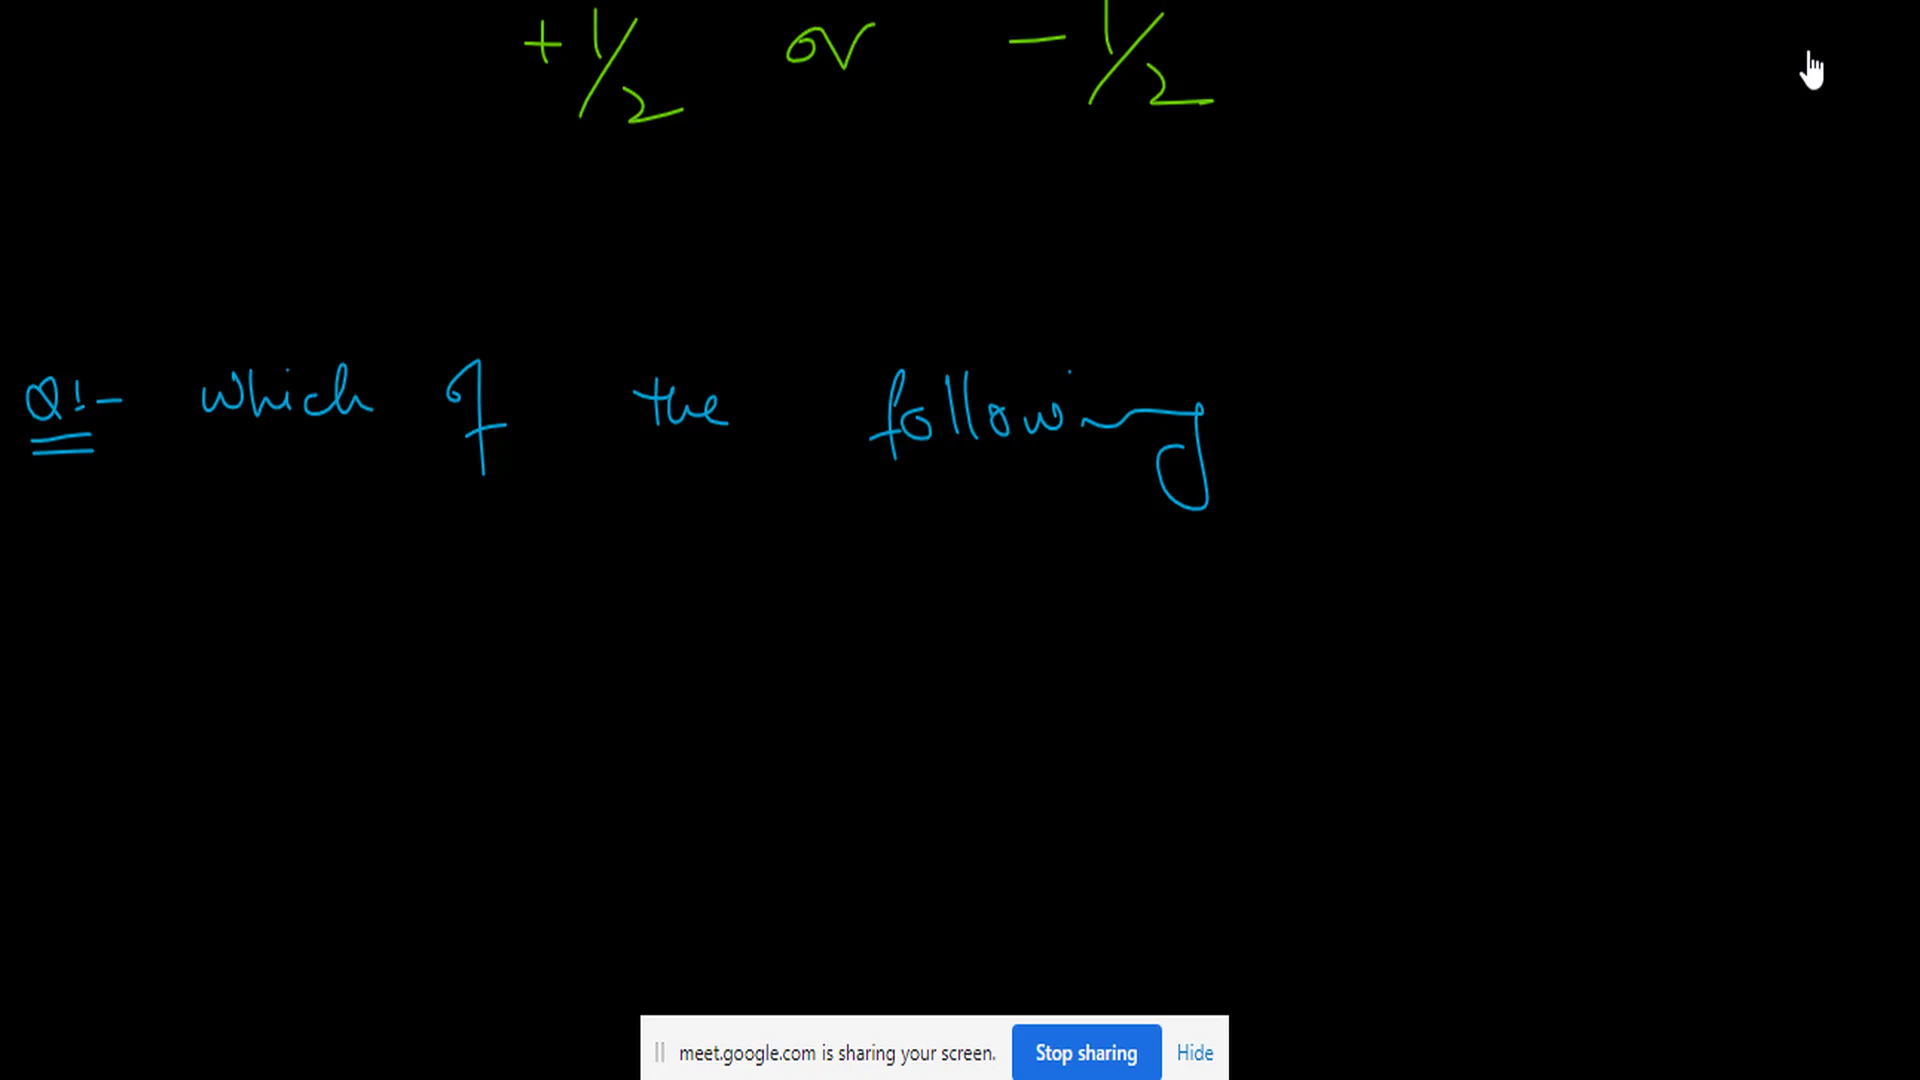 +1/2 or -1/2
Q:- which of the following
meet.google.com is sharing your screen. Stop sharing Hide